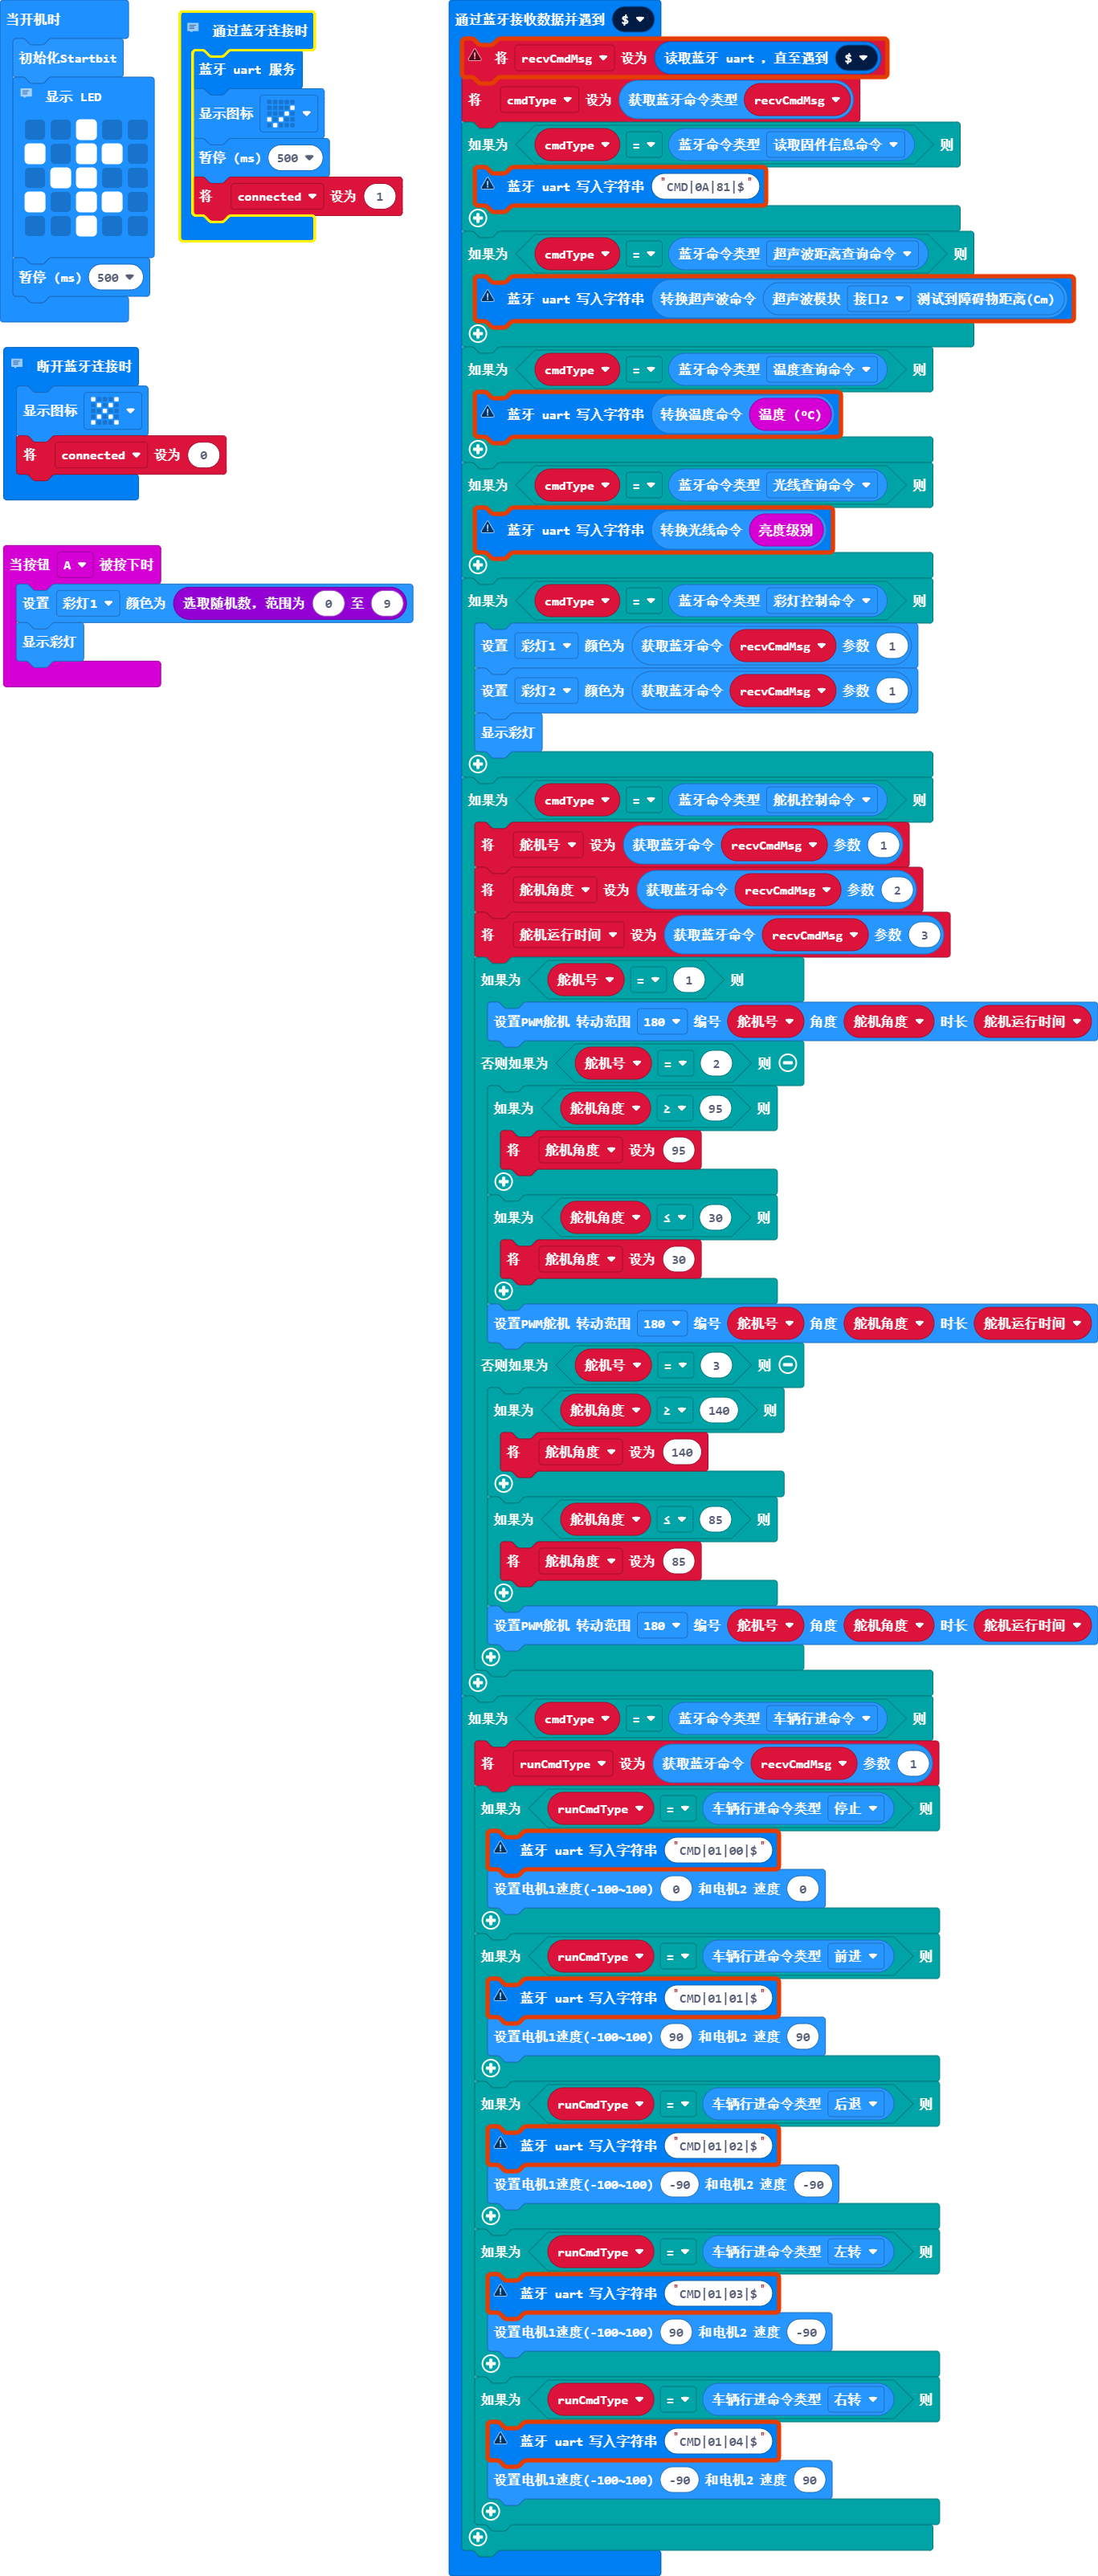 当开机时
初始化Startbit
显示 LED
暂停 (ms) 500
通过蓝牙连接时
蓝牙 uart 服务
显示图标
暂停 (ms) 500
将 connected 设为 1
断开蓝牙连接时
显示图标
将 connected 设为 0
当按钮 A 被按下时
设置 彩灯1 颜色为 选取随机数，范围为 0 至 9
显示彩灯
通过蓝牙接收数据并遇到 $
将 recvCmdMsg 设为 读取蓝牙 uart ，直至遇到 $
将 cmdType 设为 获取蓝牙命令类型 recvCmdMsg
如果为 cmdType = 蓝牙命令类型 读取固件信息命令 则
蓝牙 uart 写入字符串 "CMD|0A|81|$"
如果为 cmdType = 蓝牙命令类型 超声波距离查询命令 则
蓝牙 uart 写入字符串 转换超声波命令 超声波模块 接口2 测试到障碍物距离(Cm)
如果为 cmdType = 蓝牙命令类型 温度查询命令 则
蓝牙 uart 写入字符串 转换温度命令 温度 (ºC)
如果为 cmdType = 蓝牙命令类型 光线查询命令 则
蓝牙 uart 写入字符串 转换光线命令 亮度级别
如果为 cmdType = 蓝牙命令类型 彩灯控制命令 则
设置 彩灯1 颜色为 获取蓝牙命令 recvCmdMsg 参数 1
设置 彩灯2 颜色为 获取蓝牙命令 recvCmdMsg 参数 1
显示彩灯
如果为 cmdType = 蓝牙命令类型 舵机控制命令 则
将 舵机号 设为 获取蓝牙命令 recvCmdMsg 参数 1
将 舵机角度 设为 获取蓝牙命令 recvCmdMsg 参数 2
将 舵机运行时间 设为 获取蓝牙命令 recvCmdMsg 参数 3
如果为 舵机号 = 1 则
设置PWM舵机 转动范围 180 编号 舵机号 角度 舵机角度 时长 舵机运行时间
否则如果为 舵机号 = 2 则
如果为 舵机角度 ≥ 95 则
将 舵机角度 设为 95
如果为 舵机角度 ≤ 30 则
将 舵机角度 设为 30
设置PWM舵机 转动范围 180 编号 舵机号 角度 舵机角度 时长 舵机运行时间
否则如果为 舵机号 = 3 则
如果为 舵机角度 ≥ 140 则
将 舵机角度 设为 140
如果为 舵机角度 ≤ 85 则
将 舵机角度 设为 85
设置PWM舵机 转动范围 180 编号 舵机号 角度 舵机角度 时长 舵机运行时间
如果为 cmdType = 蓝牙命令类型 车辆行进命令 则
将 runCmdType 设为 获取蓝牙命令 recvCmdMsg 参数 1
如果为 runCmdType = 车辆行进命令类型 停止 则
蓝牙 uart 写入字符串 "CMD|01|00|$"
设置电机1速度(-100~100) 0 和电机2 速度 0
如果为 runCmdType = 车辆行进命令类型 前进 则
蓝牙 uart 写入字符串 "CMD|01|01|$"
设置电机1速度(-100~100) 90 和电机2 速度 90
如果为 runCmdType = 车辆行进命令类型 后退 则
蓝牙 uart 写入字符串 "CMD|01|02|$"
设置电机1速度(-100~100) -90 和电机2 速度 -90
如果为 runCmdType = 车辆行进命令类型 左转 则
蓝牙 uart 写入字符串 "CMD|01|03|$"
设置电机1速度(-100~100) 90 和电机2 速度 -90
如果为 runCmdType = 车辆行进命令类型 右转 则
蓝牙 uart 写入字符串 "CMD|01|04|$"
设置电机1速度(-100~100) -90 和电机2 速度 90